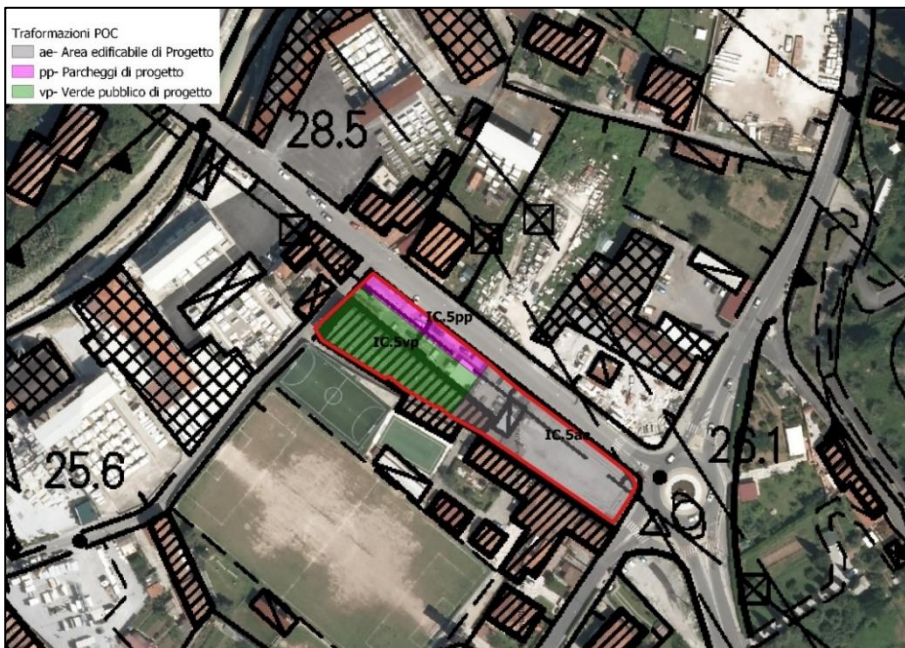 Traformazioni POC
ae- Area edificabile di Progetto
pp- Parcheggi di progetto
vp- Verde pubblico di progetto
28.5
IC.5pp
IC.5vp
IC.5ae
26.1
25.6